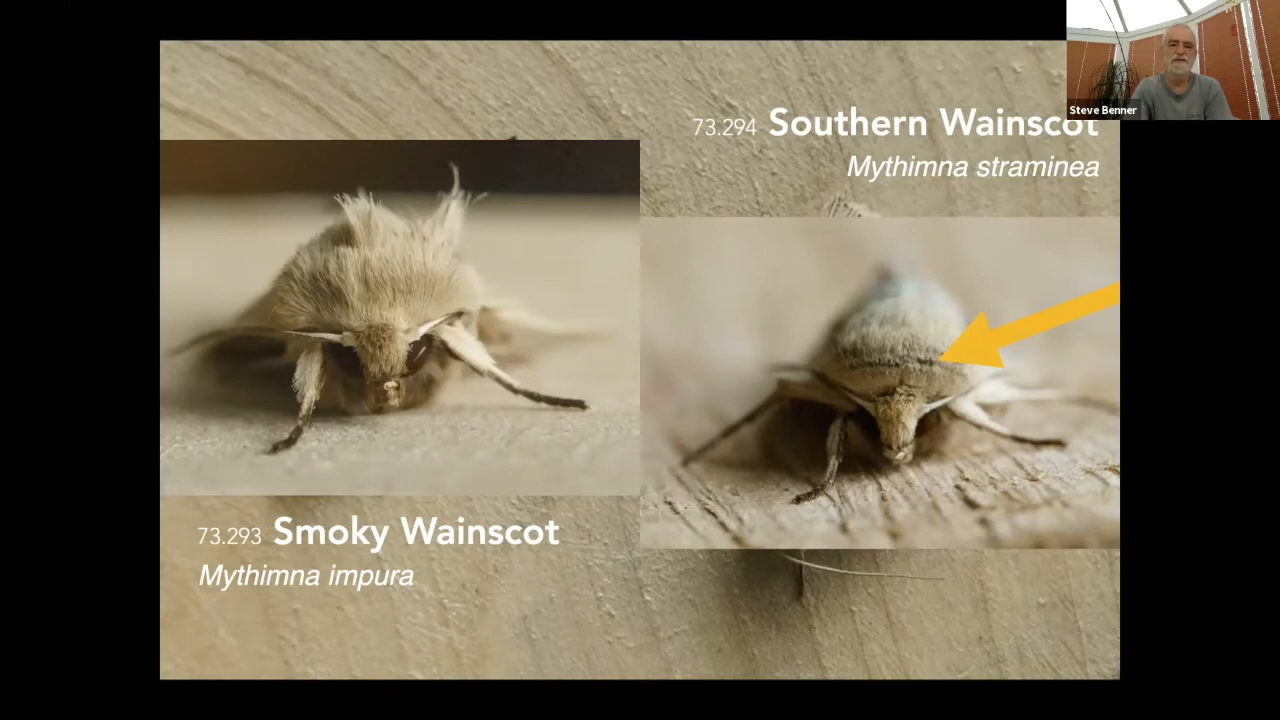 Steve Benner
73.294 Southern Wainscot
Mythimna straminea
73.293 Smoky Wainscot
Mythimna impura